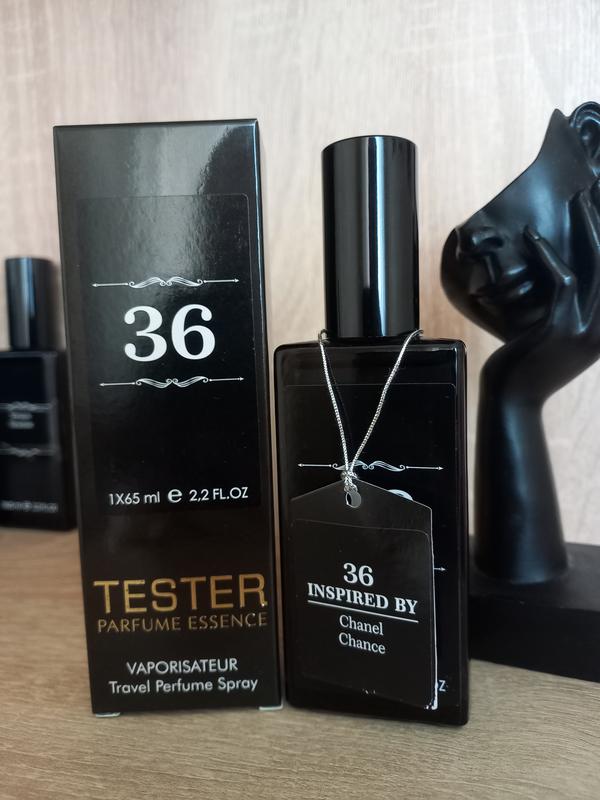 36
1X65 ml e 2,2 FL.OZ
TESTER
PARFUME ESSENCE
VAPORISATEUR
Travel Perfume Spray
36
INSPIRED BY
Chanel
Chance